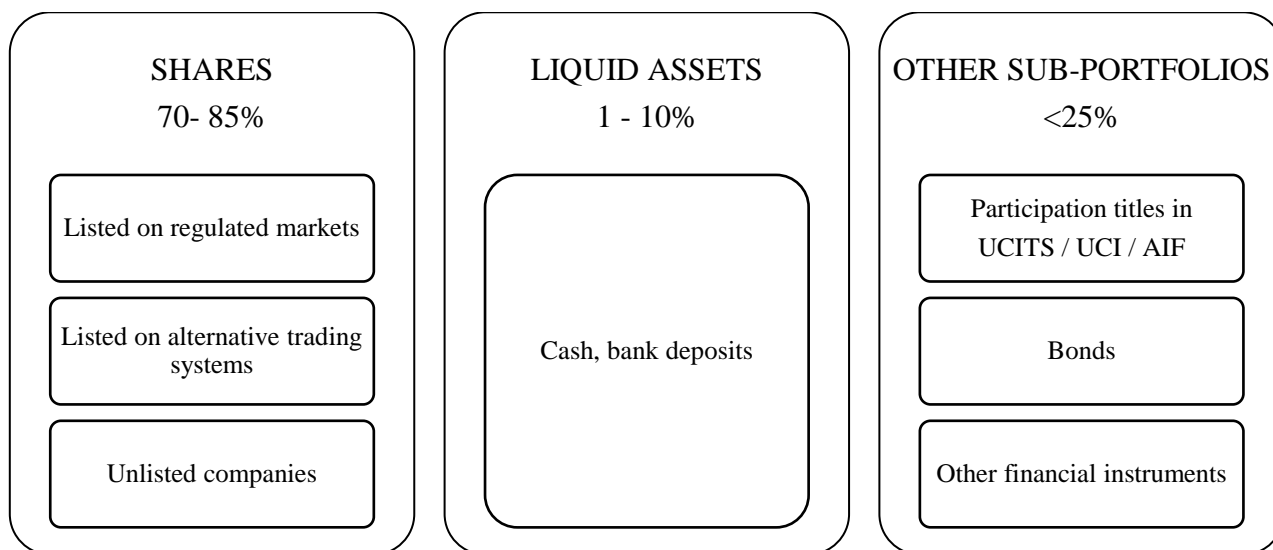 SHARES
70- 85%
Listed on regulated markets
Listed on alternative trading
systems
Unlisted companies
LIQUID ASSETS
1 - 10%
Cash, bank deposits
OTHER SUB-PORTFOLIOS
<25%
Participation titles in
UCITS / UCI / AIF
Bonds
Other financial instruments